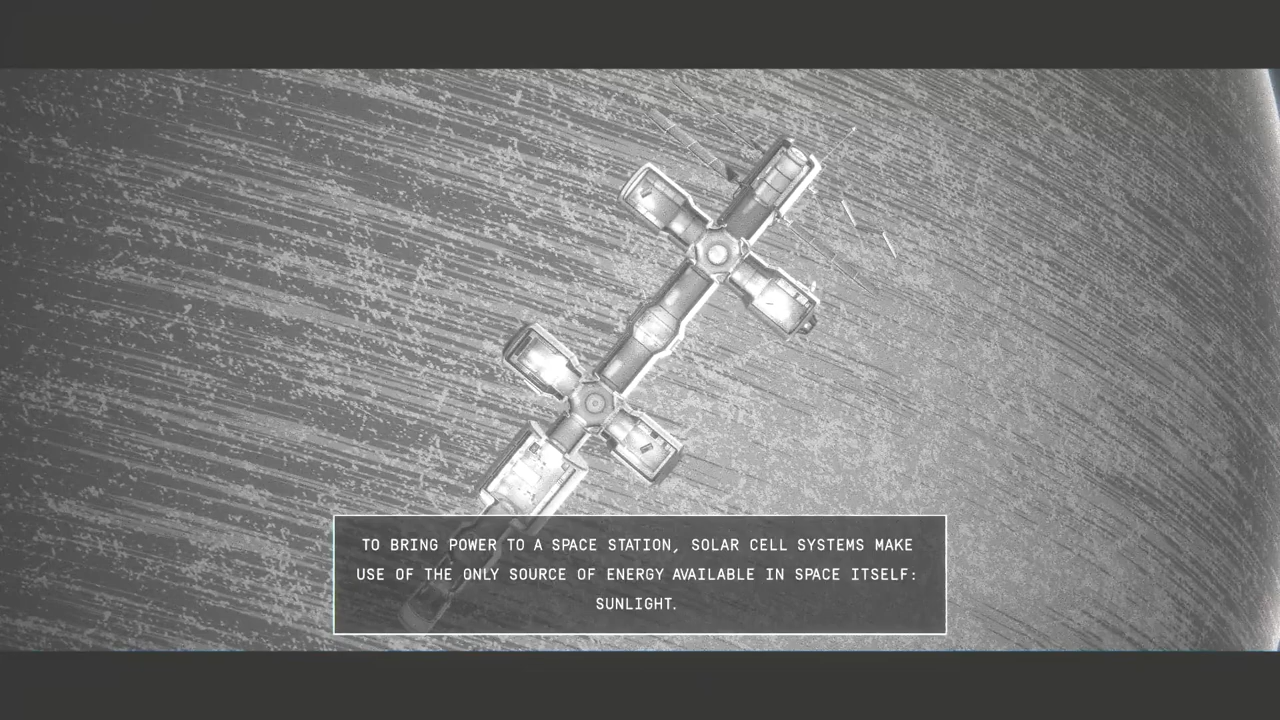 TO BRING POWER TO A SPACE STATION, SOLAR CELL SYSTEMS MAKE
USE OF THE ONLY SOURCE OF ENERGY AVAILABLE IN SPACE ITSELF:
SUNLIGHT.